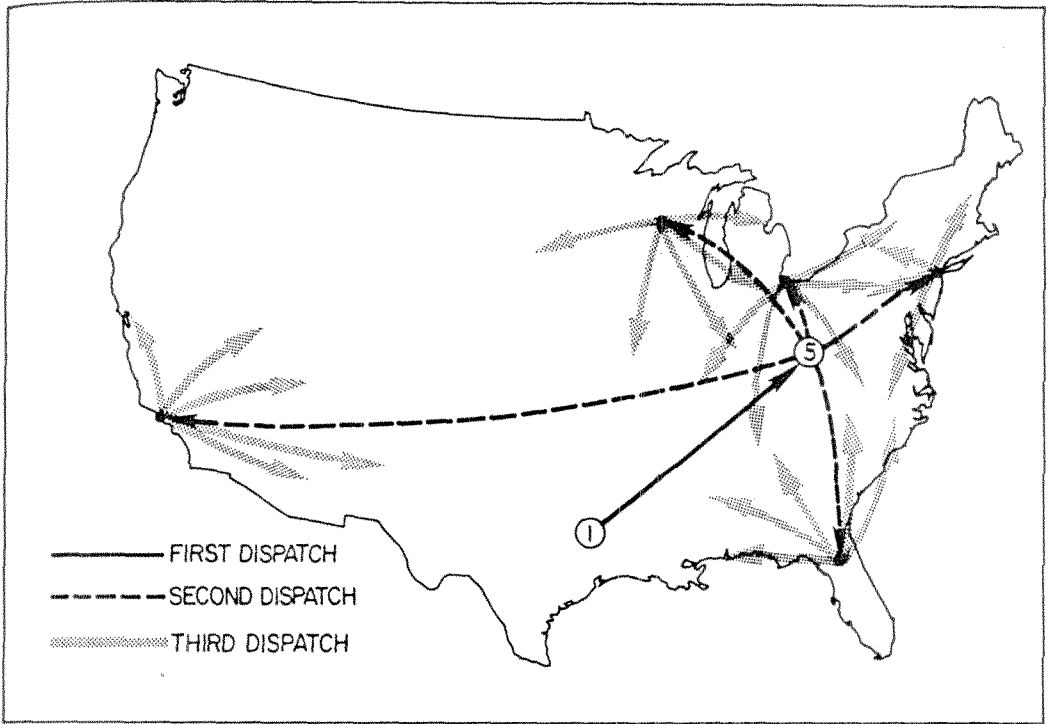 5
1
FIRST DISPATCH
SECOND DISPATCH
THIRD DISPATCH